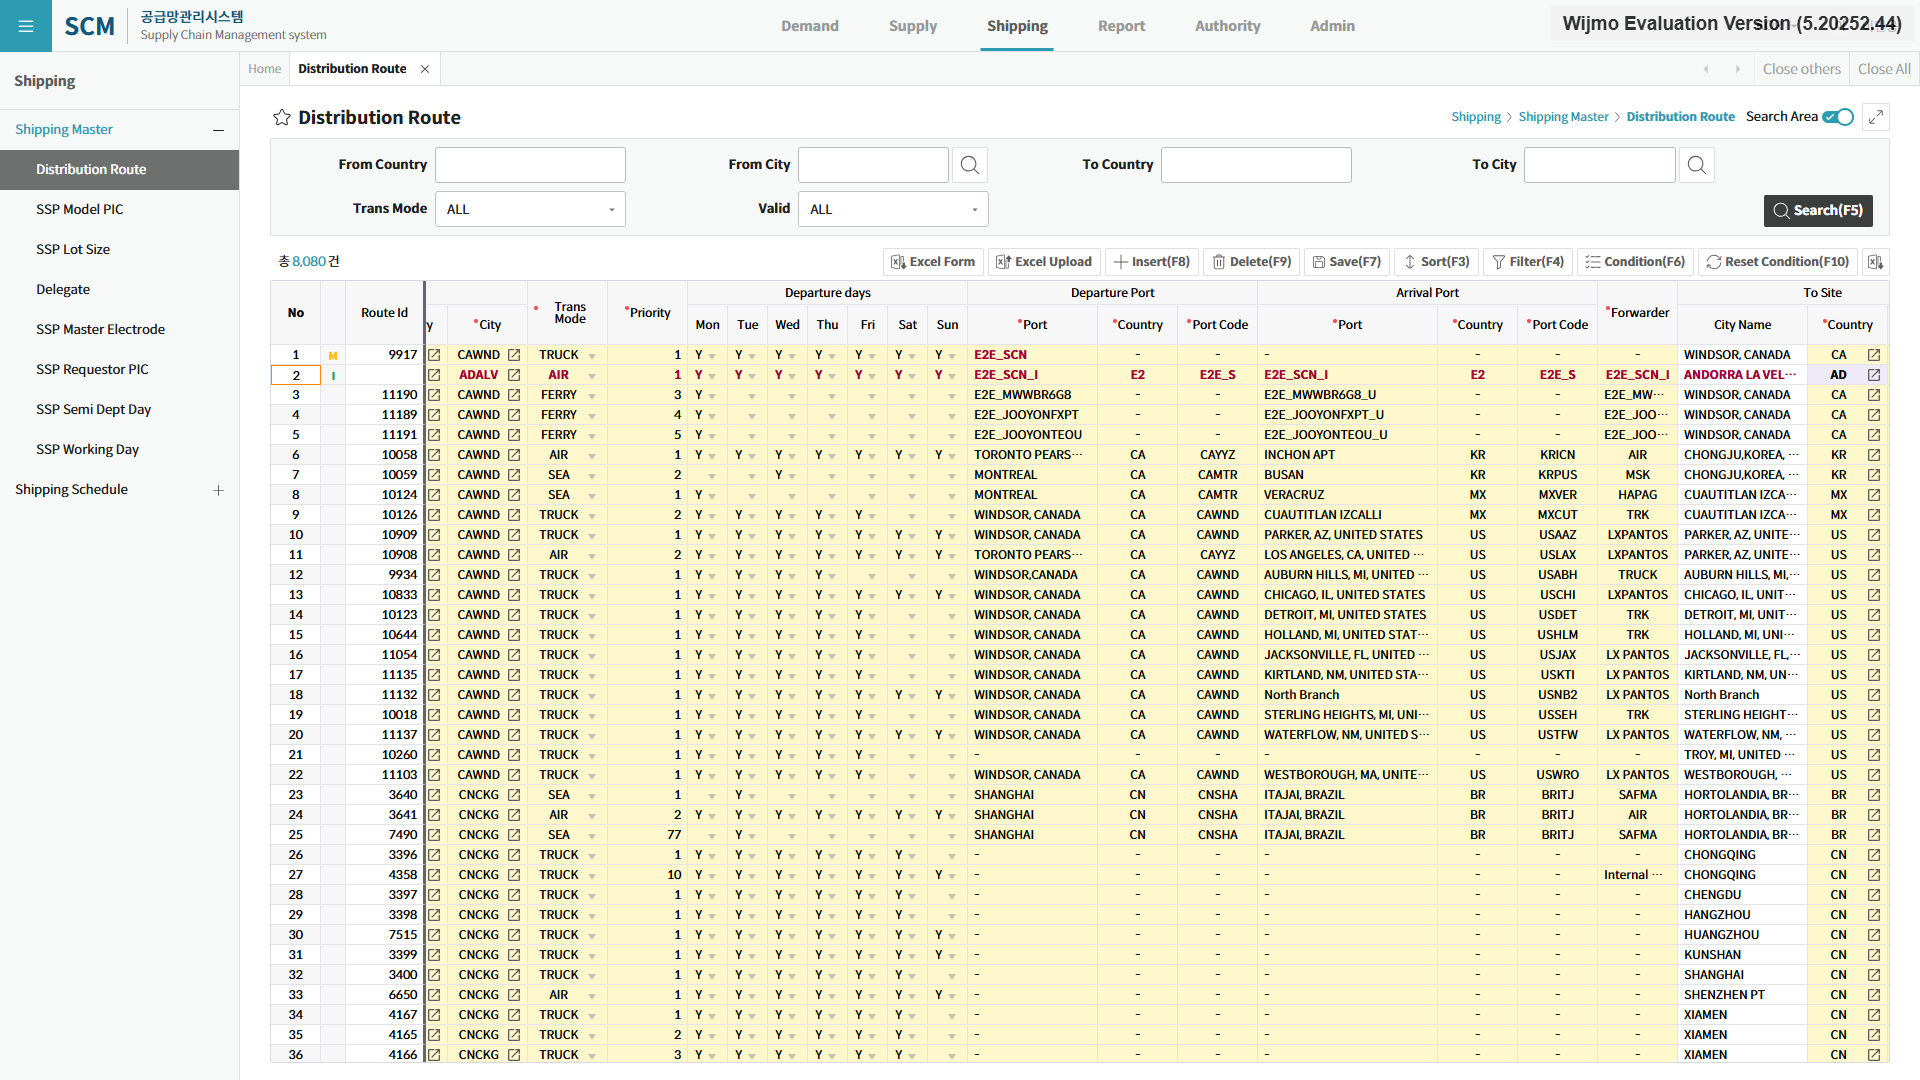 SCM 공급망관리시스템 Supply Chain Management system
Demand Supply Shipping Report Authority Admin
Wijmo Evaluation Version (5.20252.44)
Shipping
Home Distribution Route × Close others Close All
Shipping Master
Distribution Route
SSP Model PIC
SSP Lot Size
Delegate
SSP Master Electrode
SSP Requestor PIC
SSP Semi Dept Day
SSP Working Day
Shipping Schedule
Distribution Route
Shipping > Shipping Master > Distribution Route Search Area
From Country From City To Country To City
Trans Mode ALL Valid ALL Search(F5)
총 8,080 건 Excel Form Excel Upload Insert(F8) Delete(F9) Save(F7) Sort(F3) Filter(F4) Condition(F6) Reset Condition(F10)
No Route Id y *City *Trans Mode *Priority Departure days Departure Port Arrival Port *Forwarder To Site
Mon Tue Wed Thu Fri Sat Sun *Port *Country *Port Code *Port *Country *Port Code City Name *Country
1 M 9917 CAWND TRUCK 1 Y Y Y Y Y Y Y E2E_SCN - - - - - - WINDSOR, CANADA CA
2 I ADALV AIR 1 Y Y Y Y Y Y Y E2E_SCN_I E2 E2E_S E2E_SCN_I E2 E2E_S E2E_SCN_I ANDORRA LA VEL··· AD
3 11190 CAWND FERRY 3 Y E2E_MWWBR6G8 - - E2E_MWWBR6G8_U - - E2E_MW··· WINDSOR, CANADA CA
4 11189 CAWND FERRY 4 Y E2E_JOOYONFXPT - - E2E_JOOYONFXPT_U - - E2E_JOO··· WINDSOR, CANADA CA
5 11191 CAWND FERRY 5 Y E2E_JOOYONTEOU - - E2E_JOOYONTEOU_U - - E2E_JOO··· WINDSOR, CANADA CA
6 10058 CAWND AIR 1 Y Y Y Y Y Y Y TORONTO PEARS··· CA CAYYZ INCHON APT KR KRICN AIR CHONGJU,KOREA, ··· KR
7 10059 CAWND SEA 2 Y MONTREAL CA CAMTR BUSAN KR KRPUS MSK CHONGJU,KOREA, ··· KR
8 10124 CAWND SEA 1 Y MONTREAL CA CAMTR VERACRUZ MX MXVER HAPAG CUAUTITLAN IZCA··· MX
9 10126 CAWND TRUCK 2 Y Y Y Y Y WINDSOR, CANADA CA CAWND CUAUTITLAN IZCALLI MX MXCUT TRK CUAUTITLAN IZCA··· MX
10 10909 CAWND TRUCK 1 Y Y Y Y Y Y Y WINDSOR, CANADA CA CAWND PARKER, AZ, UNITED STATES US USAAZ LXPANTOS PARKER, AZ, UNITE··· US
11 10908 CAWND AIR 2 Y Y Y Y Y Y Y TORONTO PEARS··· CA CAYYZ LOS ANGELES, CA, UNITED ··· US USLAX LXPANTOS PARKER, AZ, UNITE··· US
12 9934 CAWND TRUCK 1 Y Y Y Y WINDSOR,CANADA CA CAWND AUBURN HILLS, MI, UNITED ··· US USABH TRUCK AUBURN HILLS, MI,··· US
13 10833 CAWND TRUCK 1 Y Y Y Y Y Y Y WINDSOR, CANADA CA CAWND CHICAGO, IL, UNITED STATES US USCHI LXPANTOS CHICAGO, IL, UNIT··· US
14 10123 CAWND TRUCK 1 Y Y Y Y Y WINDSOR, CANADA CA CAWND DETROIT, MI, UNITED STATES US USDET TRK DETROIT, MI, UNIT··· US
15 10644 CAWND TRUCK 1 Y Y Y Y Y WINDSOR, CANADA CA CAWND HOLLAND, MI, UNITED STAT··· US USHLM TRK HOLLAND, MI, UNI··· US
16 11054 CAWND TRUCK 1 Y Y Y Y Y WINDSOR, CANADA CA CAWND JACKSONVILLE, FL, UNITED ··· US USJAX LX PANTOS JACKSONVILLE, FL,··· US
17 11135 CAWND TRUCK 1 Y Y Y Y Y WINDSOR, CANADA CA CAWND KIRTLAND, NM, UNITED STA··· US USKTI LX PANTOS KIRTLAND, NM, UN··· US
18 11132 CAWND TRUCK 1 Y Y Y Y Y Y Y WINDSOR, CANADA CA CAWND North Branch US USNB2 LX PANTOS North Branch US
19 10018 CAWND TRUCK 1 Y Y Y Y Y WINDSOR, CANADA CA CAWND STERLING HEIGHTS, MI, UNI··· US USSEH TRK STERLING HEIGHT··· US
20 11137 CAWND TRUCK 1 Y Y Y Y Y Y Y WINDSOR, CANADA CA CAWND WATERFLOW, NM, UNITED S··· US USTFW LX PANTOS WATERFLOW, NM, ··· US
21 10260 CAWND TRUCK 1 Y Y Y Y Y - - - - - - - TROY, MI, UNITED ··· US
22 11103 CAWND TRUCK 1 Y Y Y Y Y WINDSOR, CANADA CA CAWND WESTBOROUGH, MA, UNITE··· US USWRO LX PANTOS WESTBOROUGH, ··· US
23 3640 CNCKG SEA 1 Y SHANGHAI CN CNSHA ITAJAI, BRAZIL BR BRITJ SAFMA HORTOLANDIA, BR··· BR
24 3641 CNCKG AIR 2 Y Y Y Y Y Y Y SHANGHAI CN CNSHA ITAJAI, BRAZIL BR BRITJ AIR HORTOLANDIA, BR··· BR
25 7490 CNCKG SEA 77 Y SHANGHAI CN CNSHA ITAJAI, BRAZIL BR BRITJ SAFMA HORTOLANDIA, BR··· BR
26 3396 CNCKG TRUCK 1 Y Y Y Y Y Y - - - - - - - CHONGQING CN
27 4358 CNCKG TRUCK 10 Y Y Y Y Y Y Y - - - - - - Internal ··· CHONGQING CN
28 3397 CNCKG TRUCK 1 Y Y Y Y Y Y - - - - - - - CHENGDU CN
29 3398 CNCKG TRUCK 1 Y Y Y Y Y Y - - - - - - - HANGZHOU CN
30 7515 CNCKG TRUCK 1 Y Y Y Y Y Y Y - - - - - - - HUANGZHOU CN
31 3399 CNCKG TRUCK 1 Y Y Y Y Y Y Y - - - - - - - KUNSHAN CN
32 3400 CNCKG TRUCK 1 Y Y Y Y Y Y - - - - - - - SHANGHAI CN
33 6650 CNCKG AIR 1 Y Y Y Y Y Y Y - - - - - - - SHENZHEN PT CN
34 4167 CNCKG TRUCK 1 Y Y Y Y Y Y - - - - - - - XIAMEN CN
35 4165 CNCKG TRUCK 2 Y Y Y Y Y Y - - - - - - - XIAMEN CN
36 4166 CNCKG TRUCK 3 Y Y Y Y Y Y - - - - - - - XIAMEN CN